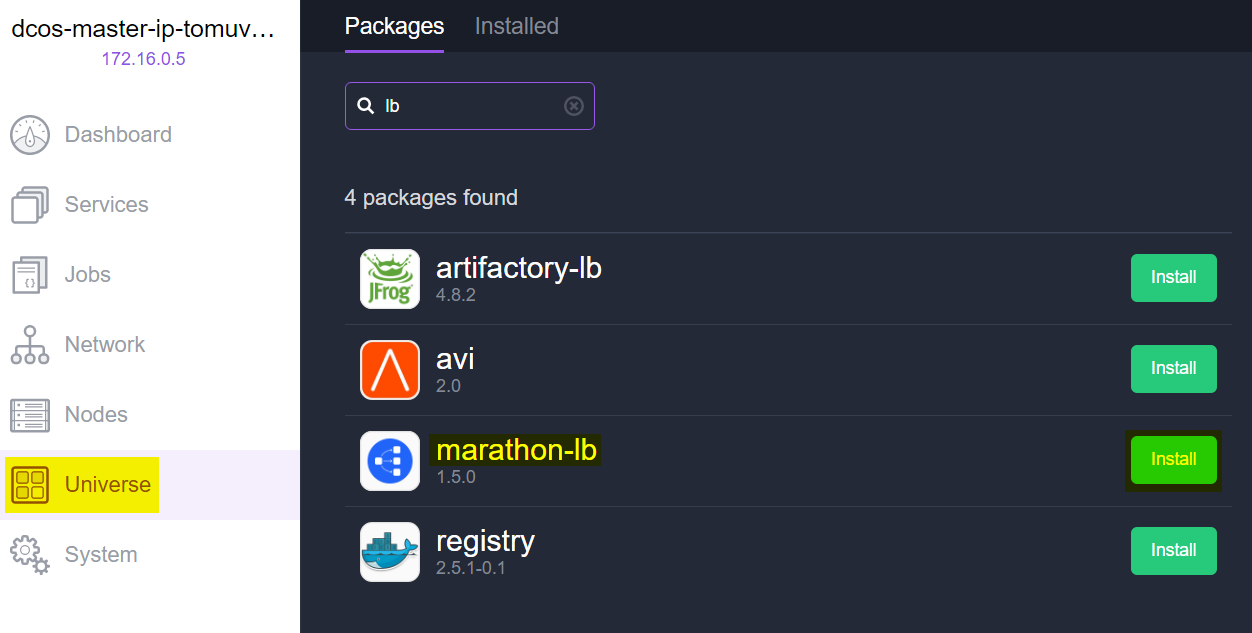 dcos-master-ip-tomuv...
172.16.0.5
Dashboard
Services
Jobs
Network
Nodes
Universe
System
Packages
Installed
lb
4 packages found
JFrog
artifactory-lb
4.8.2
Install
avi
2.0
Install
marathon-lb
1.5.0
Install
registry
2.5.1-0.1
Install